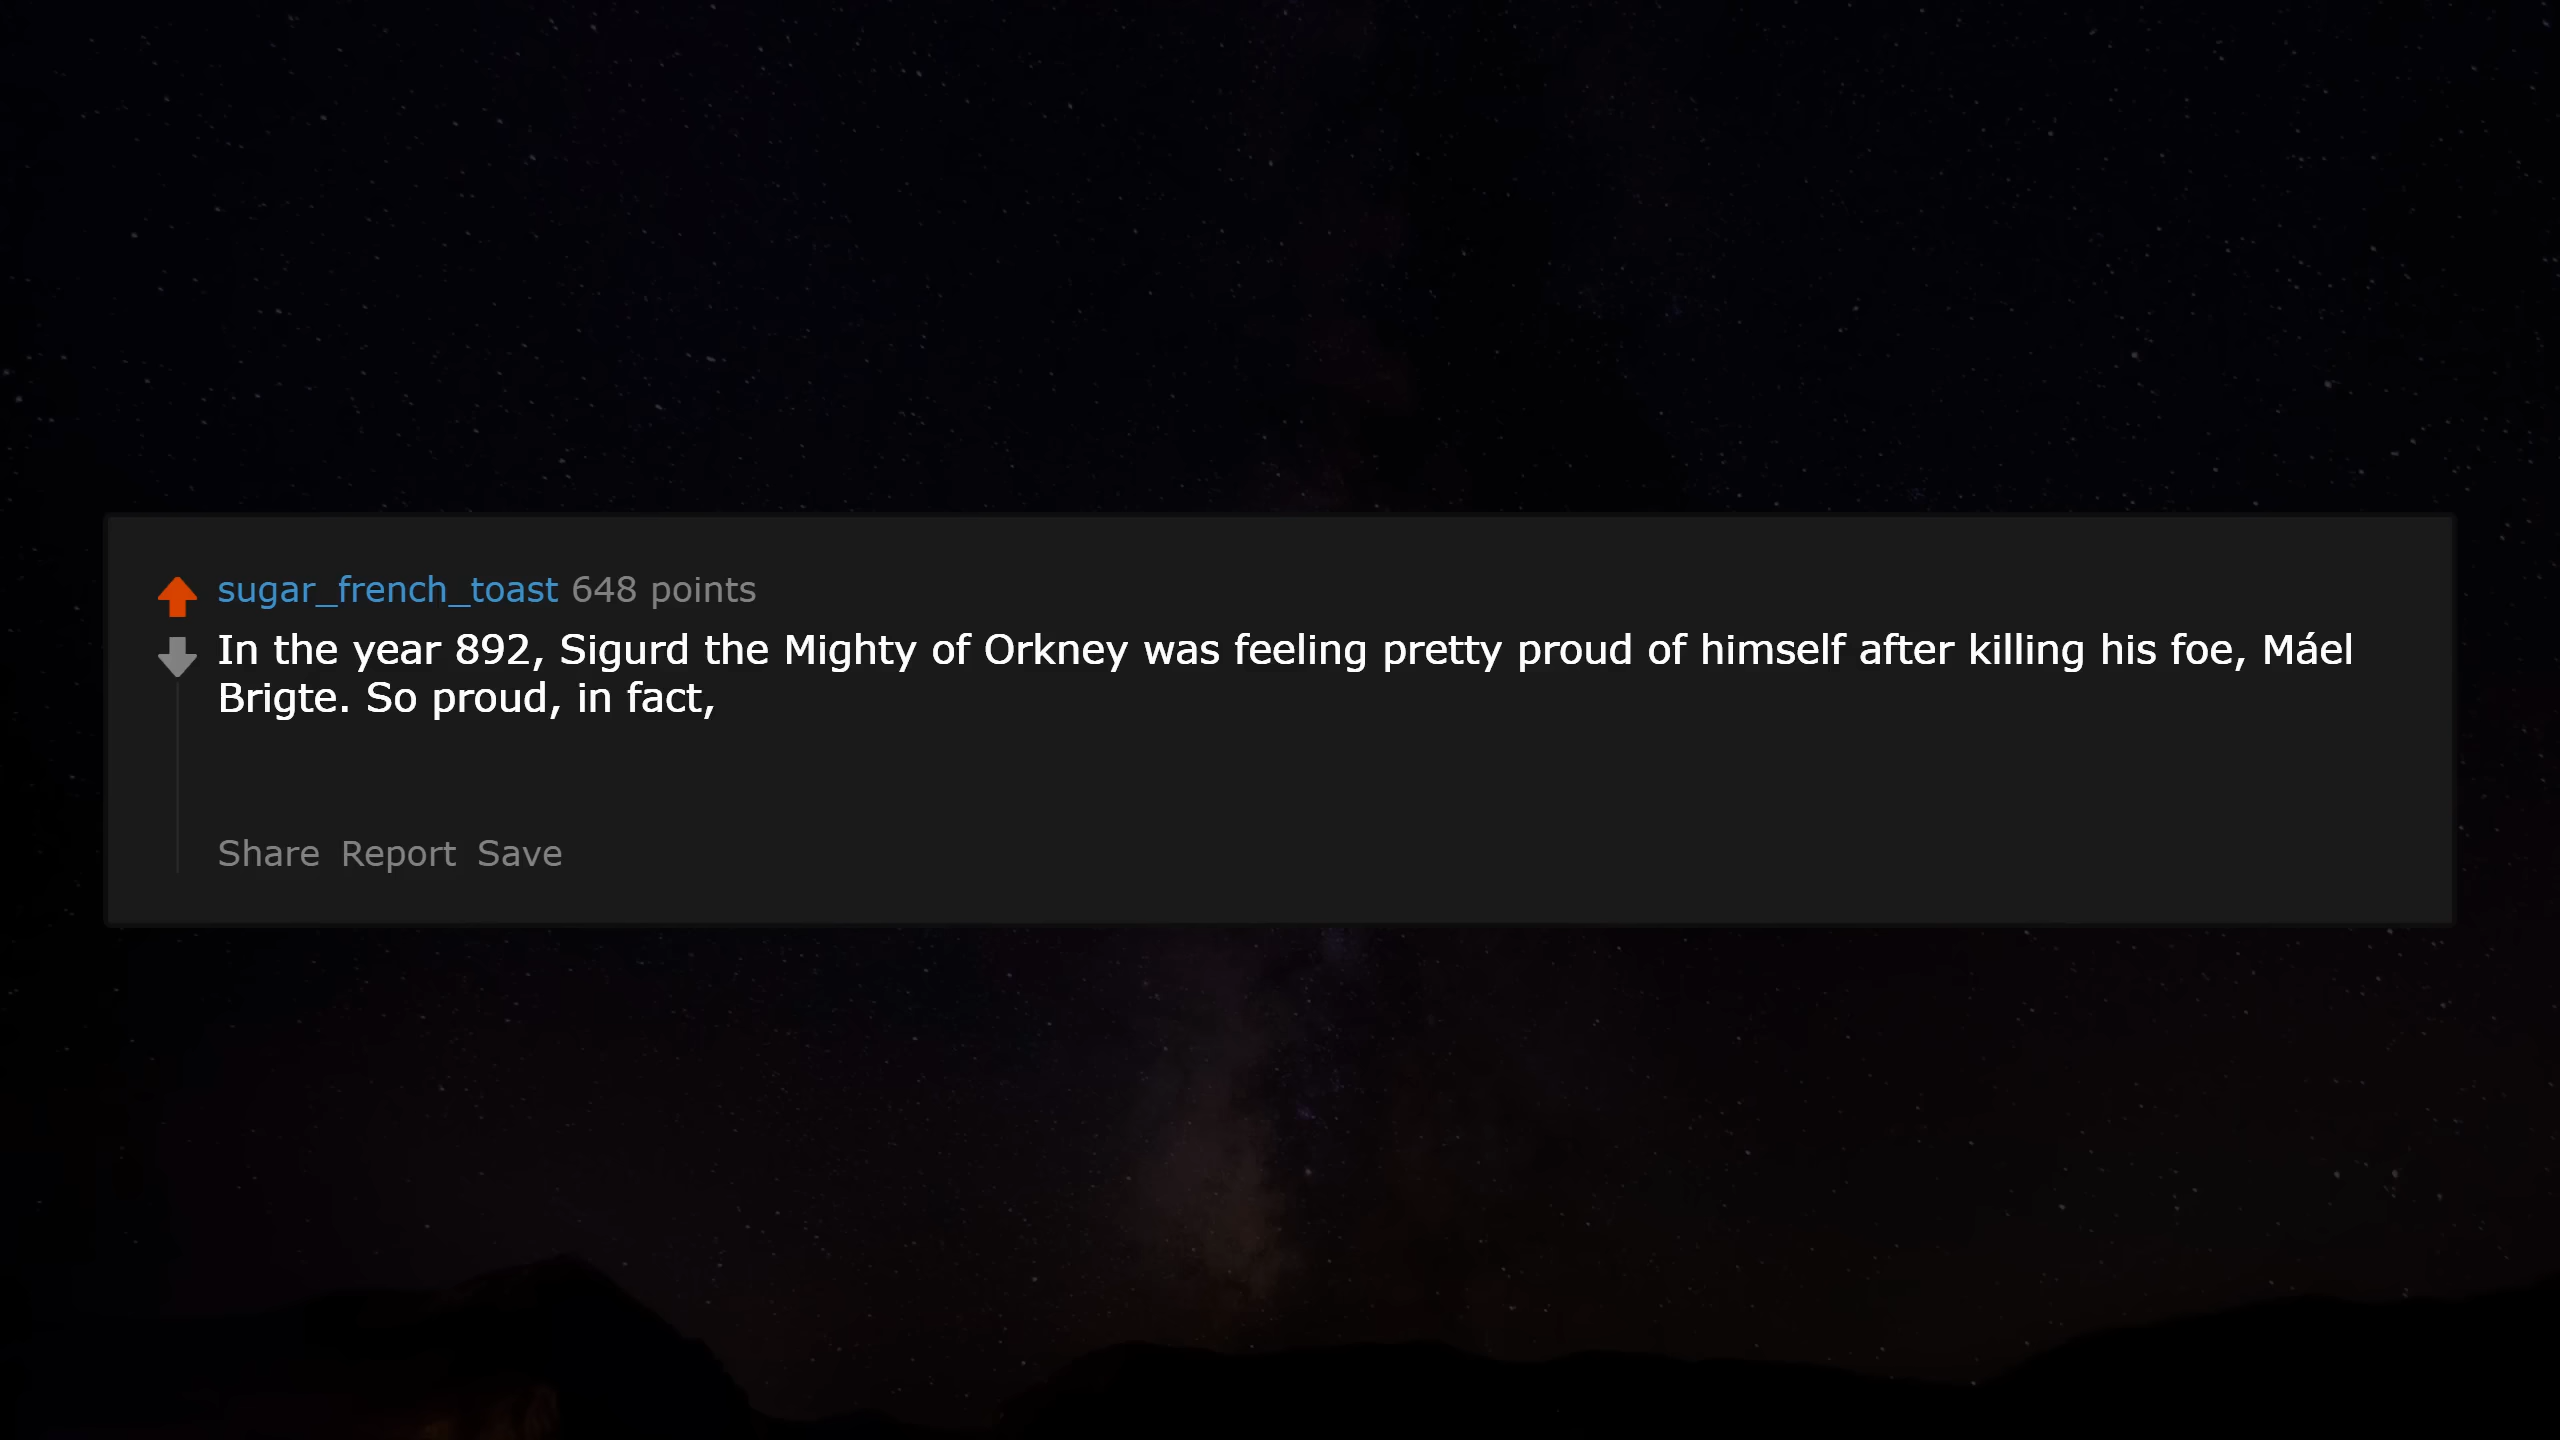 sugar_french_toast 648 points
In the year 892, Sigurd the Mighty of Orkney was feeling pretty proud of himself after killing his foe, Máel
Brigte. So proud, in fact,
Share Report Save